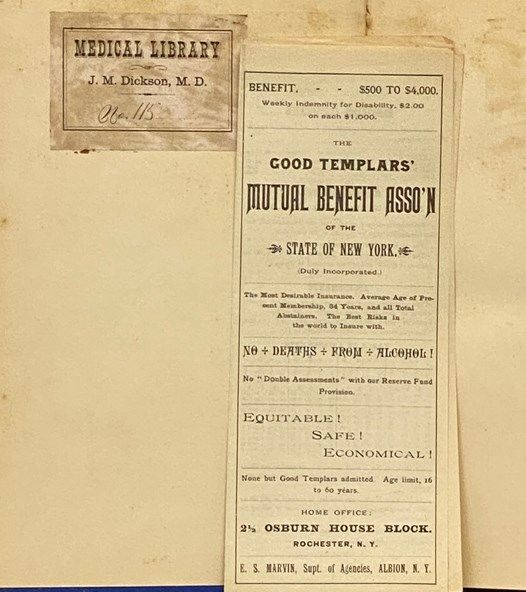 MEDICAL LIBRARY
J. M. Dickson, M. D.
No. 115
BENEFIT, - - $500 TO $4,000.
Weekly Indemnity for Disability, $2.00
on each $1,000.
THE
GOOD TEMPLARS'
MUTUAL BENEFIT ASSO'N
OF THE
STATE OF NEW YORK,
(Duly Incorporated.)
The Most Desirable Insurance. Average Age of Pre-
sent Membership, 34 Years, and all Total
Abstainers. The Best Risks in
the world to Insure with.
NO ÷ DEATHS ÷ FROM ÷ ALCOHOL!
No "Double Assessments" with our Reserve Fund
Provision.
EQUITABLE!
SAFE!
ECONOMICAL!
None but Good Templars admitted. Age limit, 16
to 60 years.
HOME OFFICE:
2½ OSBURN HOUSE BLOCK.
ROCHESTER, N. Y.
E. S. MARVIN, Supt. of Agencies, ALBION, N. Y.